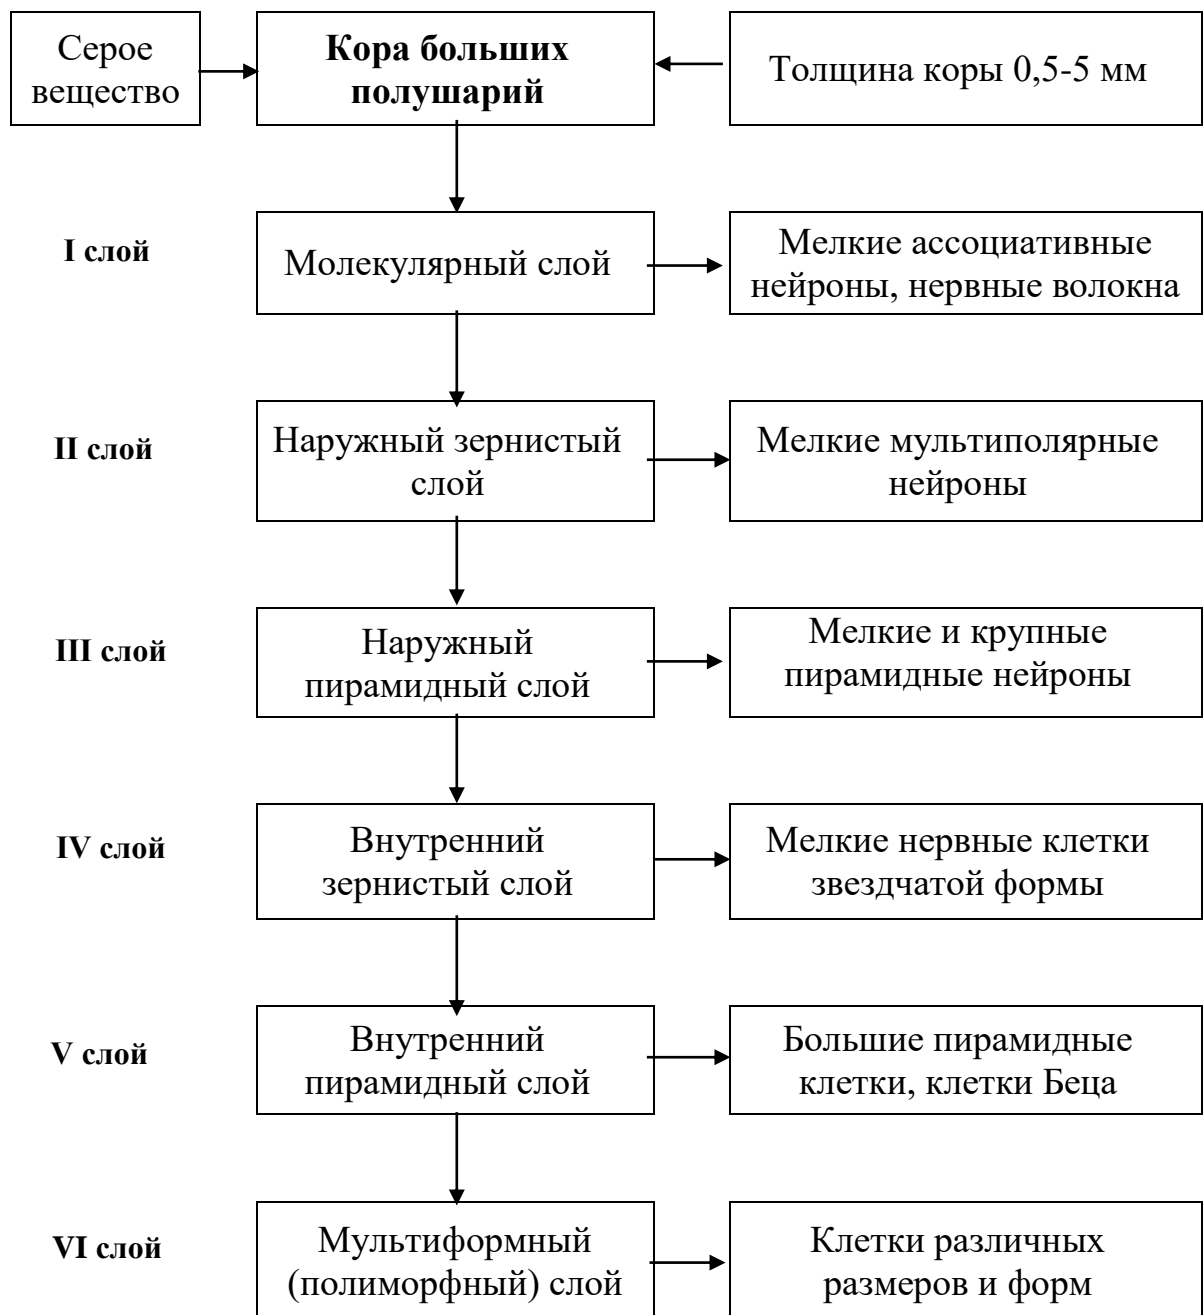 Серое
вещество
Кора больших
полушарий
Толщина коры 0,5-5 мм
I слой
Молекулярный слой
Мелкие ассоциативные
нейроны, нервные волокна
II слой
Наружный зернистый
слой
Мелкие мультиполярные
нейроны
III слой
Наружный
пирамидный слой
Мелкие и крупные
пирамидные нейроны
IV слой
Внутренний
зернистый слой
Мелкие нервные клетки
звездчатой формы
V слой
Внутренний
пирамидный слой
Большие пирамидные
клетки, клетки Беца
VI слой
Мультиформный
(полиморфный) слой
Клетки различных
размеров и форм